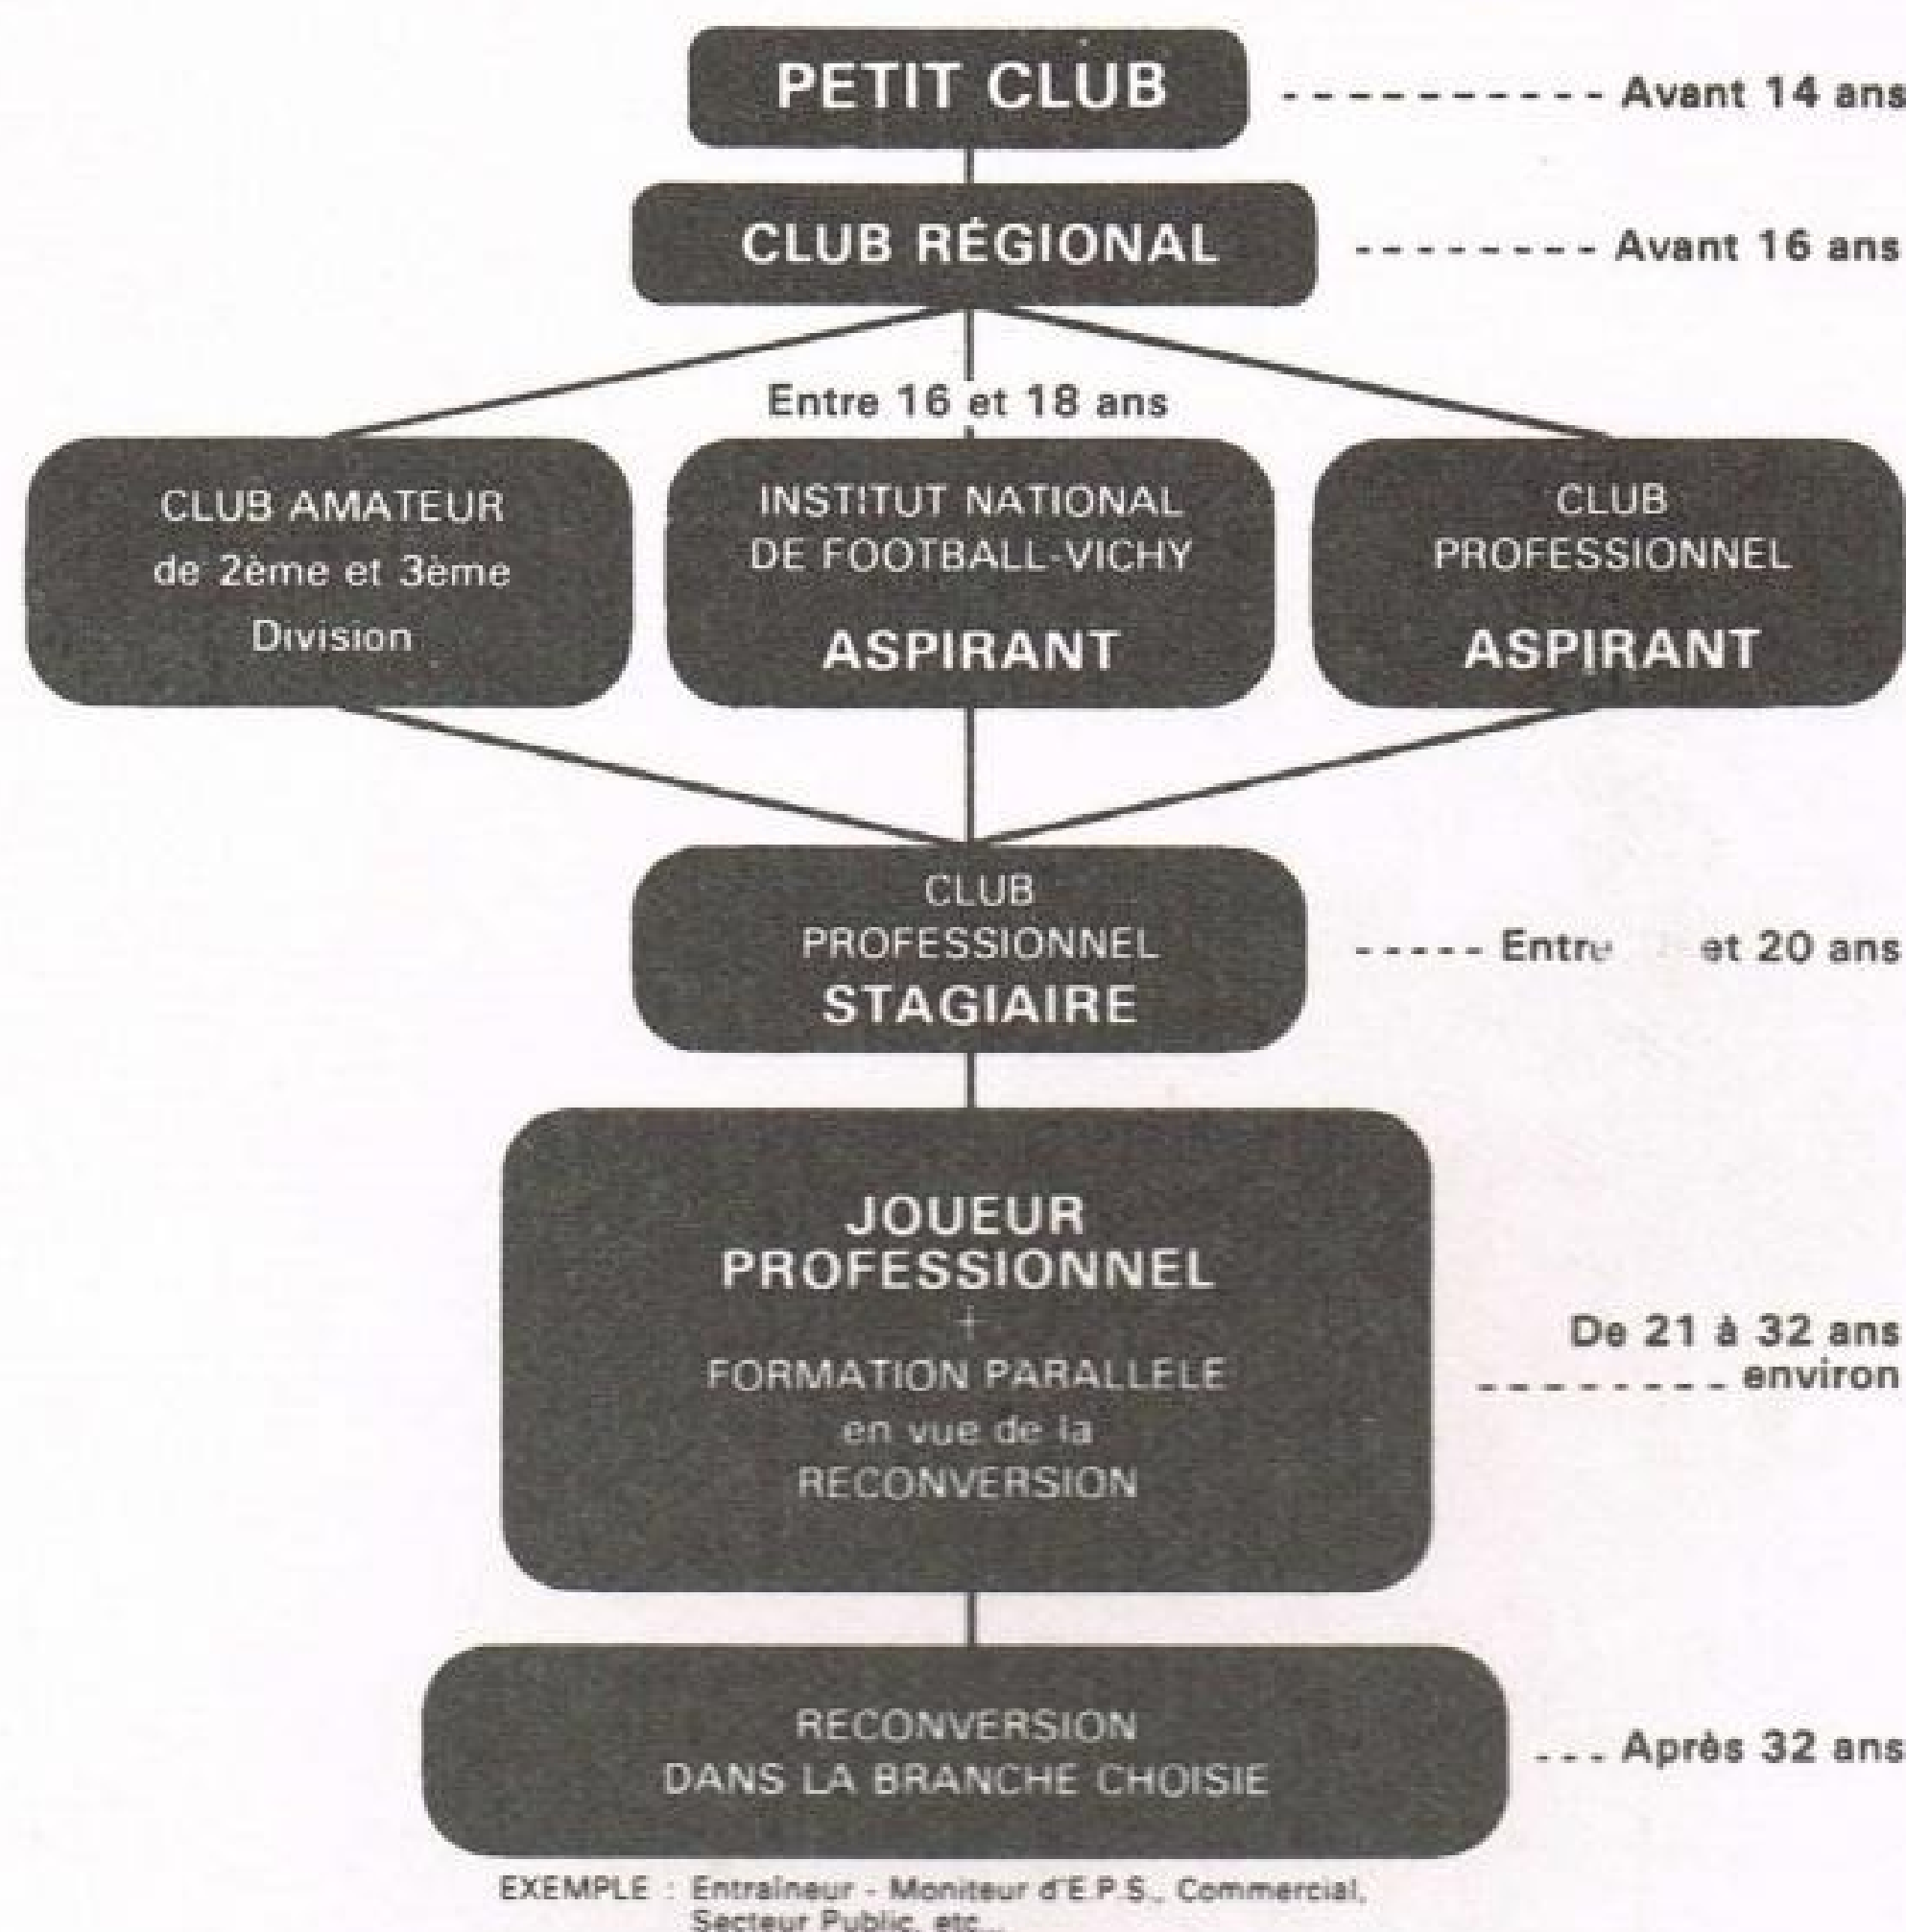 PETIT CLUB
Avant 14 ans
CLUB RÉGIONAL
Avant 16 ans
Entre 16 et 18 ans
CLUB AMATEUR
de 2ème et 3ème
Division
INSTITUT NATIONAL
DE FOOTBALL-VICHY
ASPIRANT
CLUB
PROFESSIONNEL
ASPIRANT
CLUB
PROFESSIONNEL
STAGIAIRE
Entre et 20 ans
JOUEUR
PROFESSIONNEL
+
FORMATION PARALLELE
en vue de la
RECONVERSION
De 21 à 32 ans
environ
RECONVERSION
DANS LA BRANCHE CHOISIE
Après 32 ans
EXEMPLE : Entraîneur - Moniteur d'E.P.S., Commercial,
Secteur Public, etc...